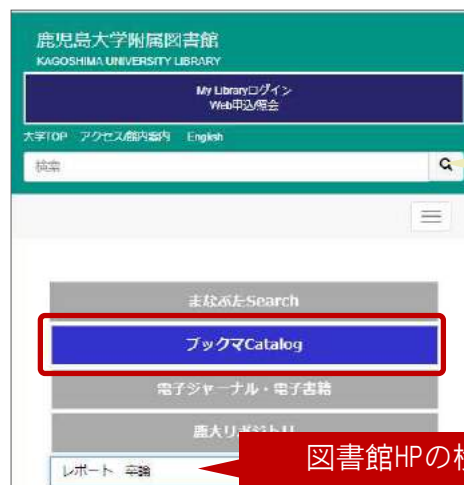 鹿児島大学附属図書館
KAGOSHIMA UNIVERSITY LIBRARY
My Libraryログイン
Web申込/照会
大学TOP アクセス/館内案内 English
検索
まなぶたSearch
ブックマCatalog
電子ジャーナル・電子書籍
鹿大リポジトリ
レポート 卒論
図書館HPの検